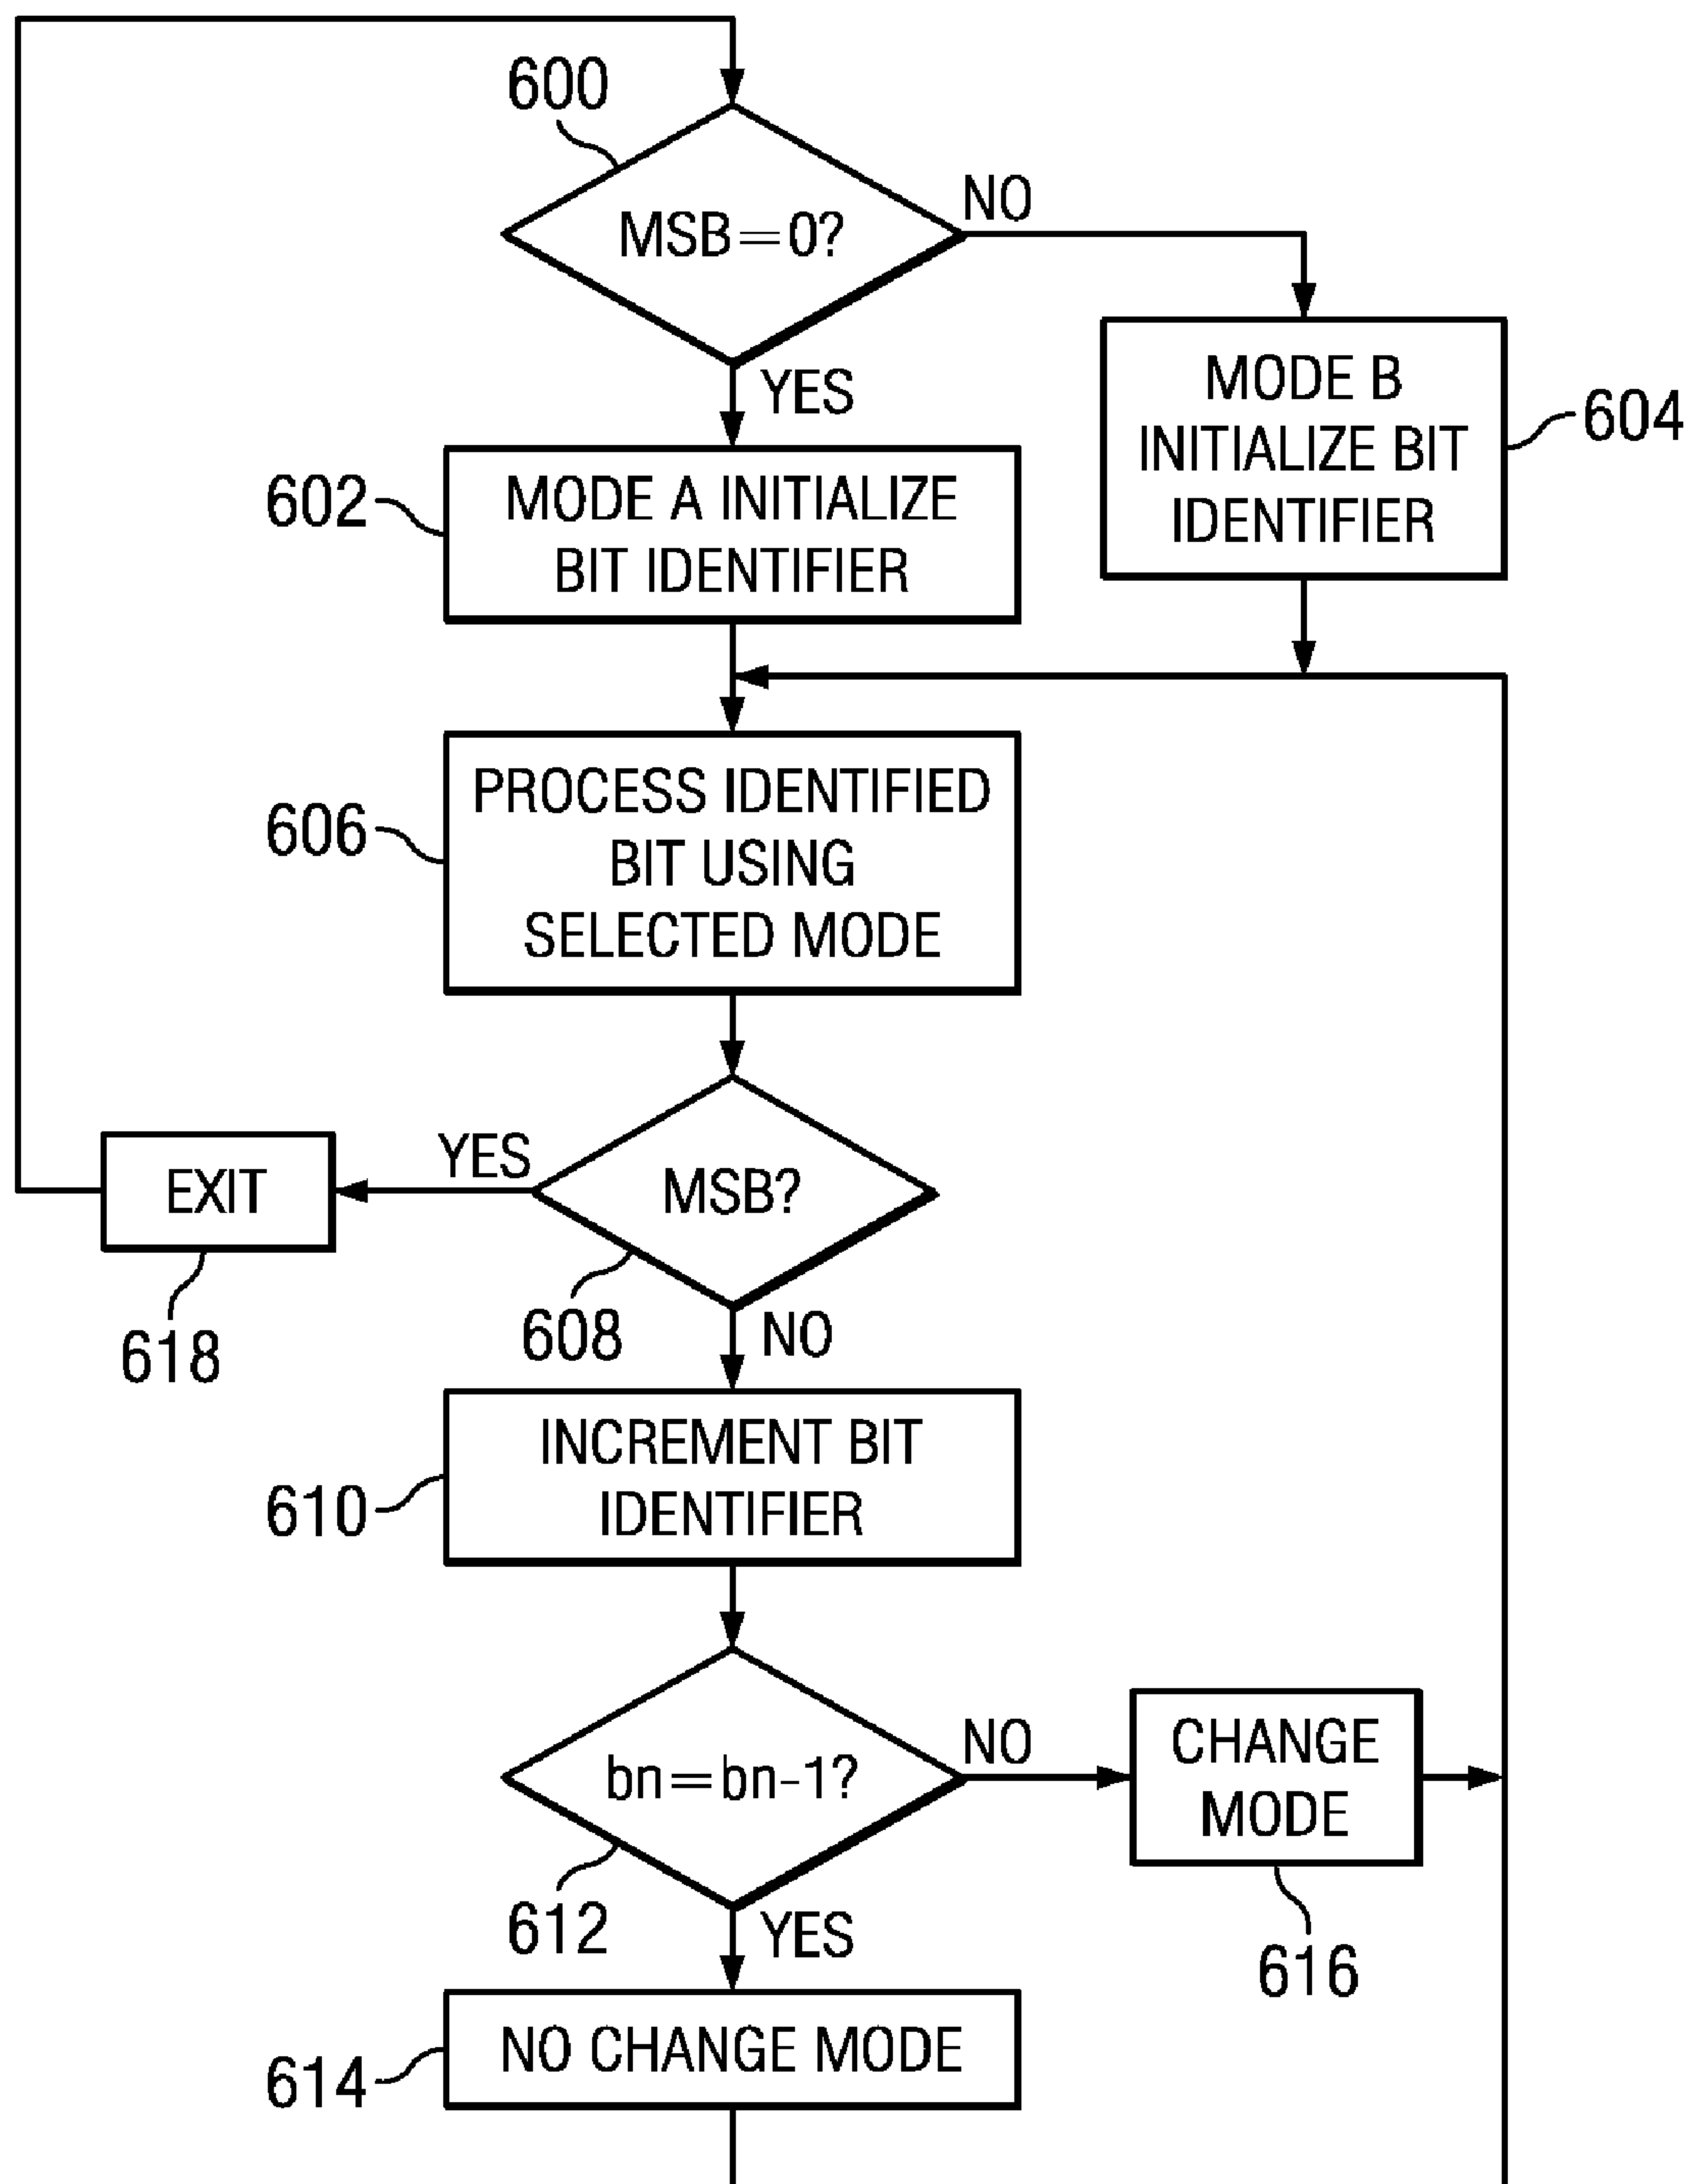 600
MSB=0?
NO
YES
MODE B
INITIALIZE BIT
IDENTIFIER
604
602
MODE A INITIALIZE
BIT IDENTIFIER
606
PROCESS IDENTIFIED
BIT USING
SELECTED MODE
EXIT
618
YES
MSB?
608
NO
610
INCREMENT BIT
IDENTIFIER
bn=bn-1?
612
NO
CHANGE
MODE
616
YES
614
NO CHANGE MODE